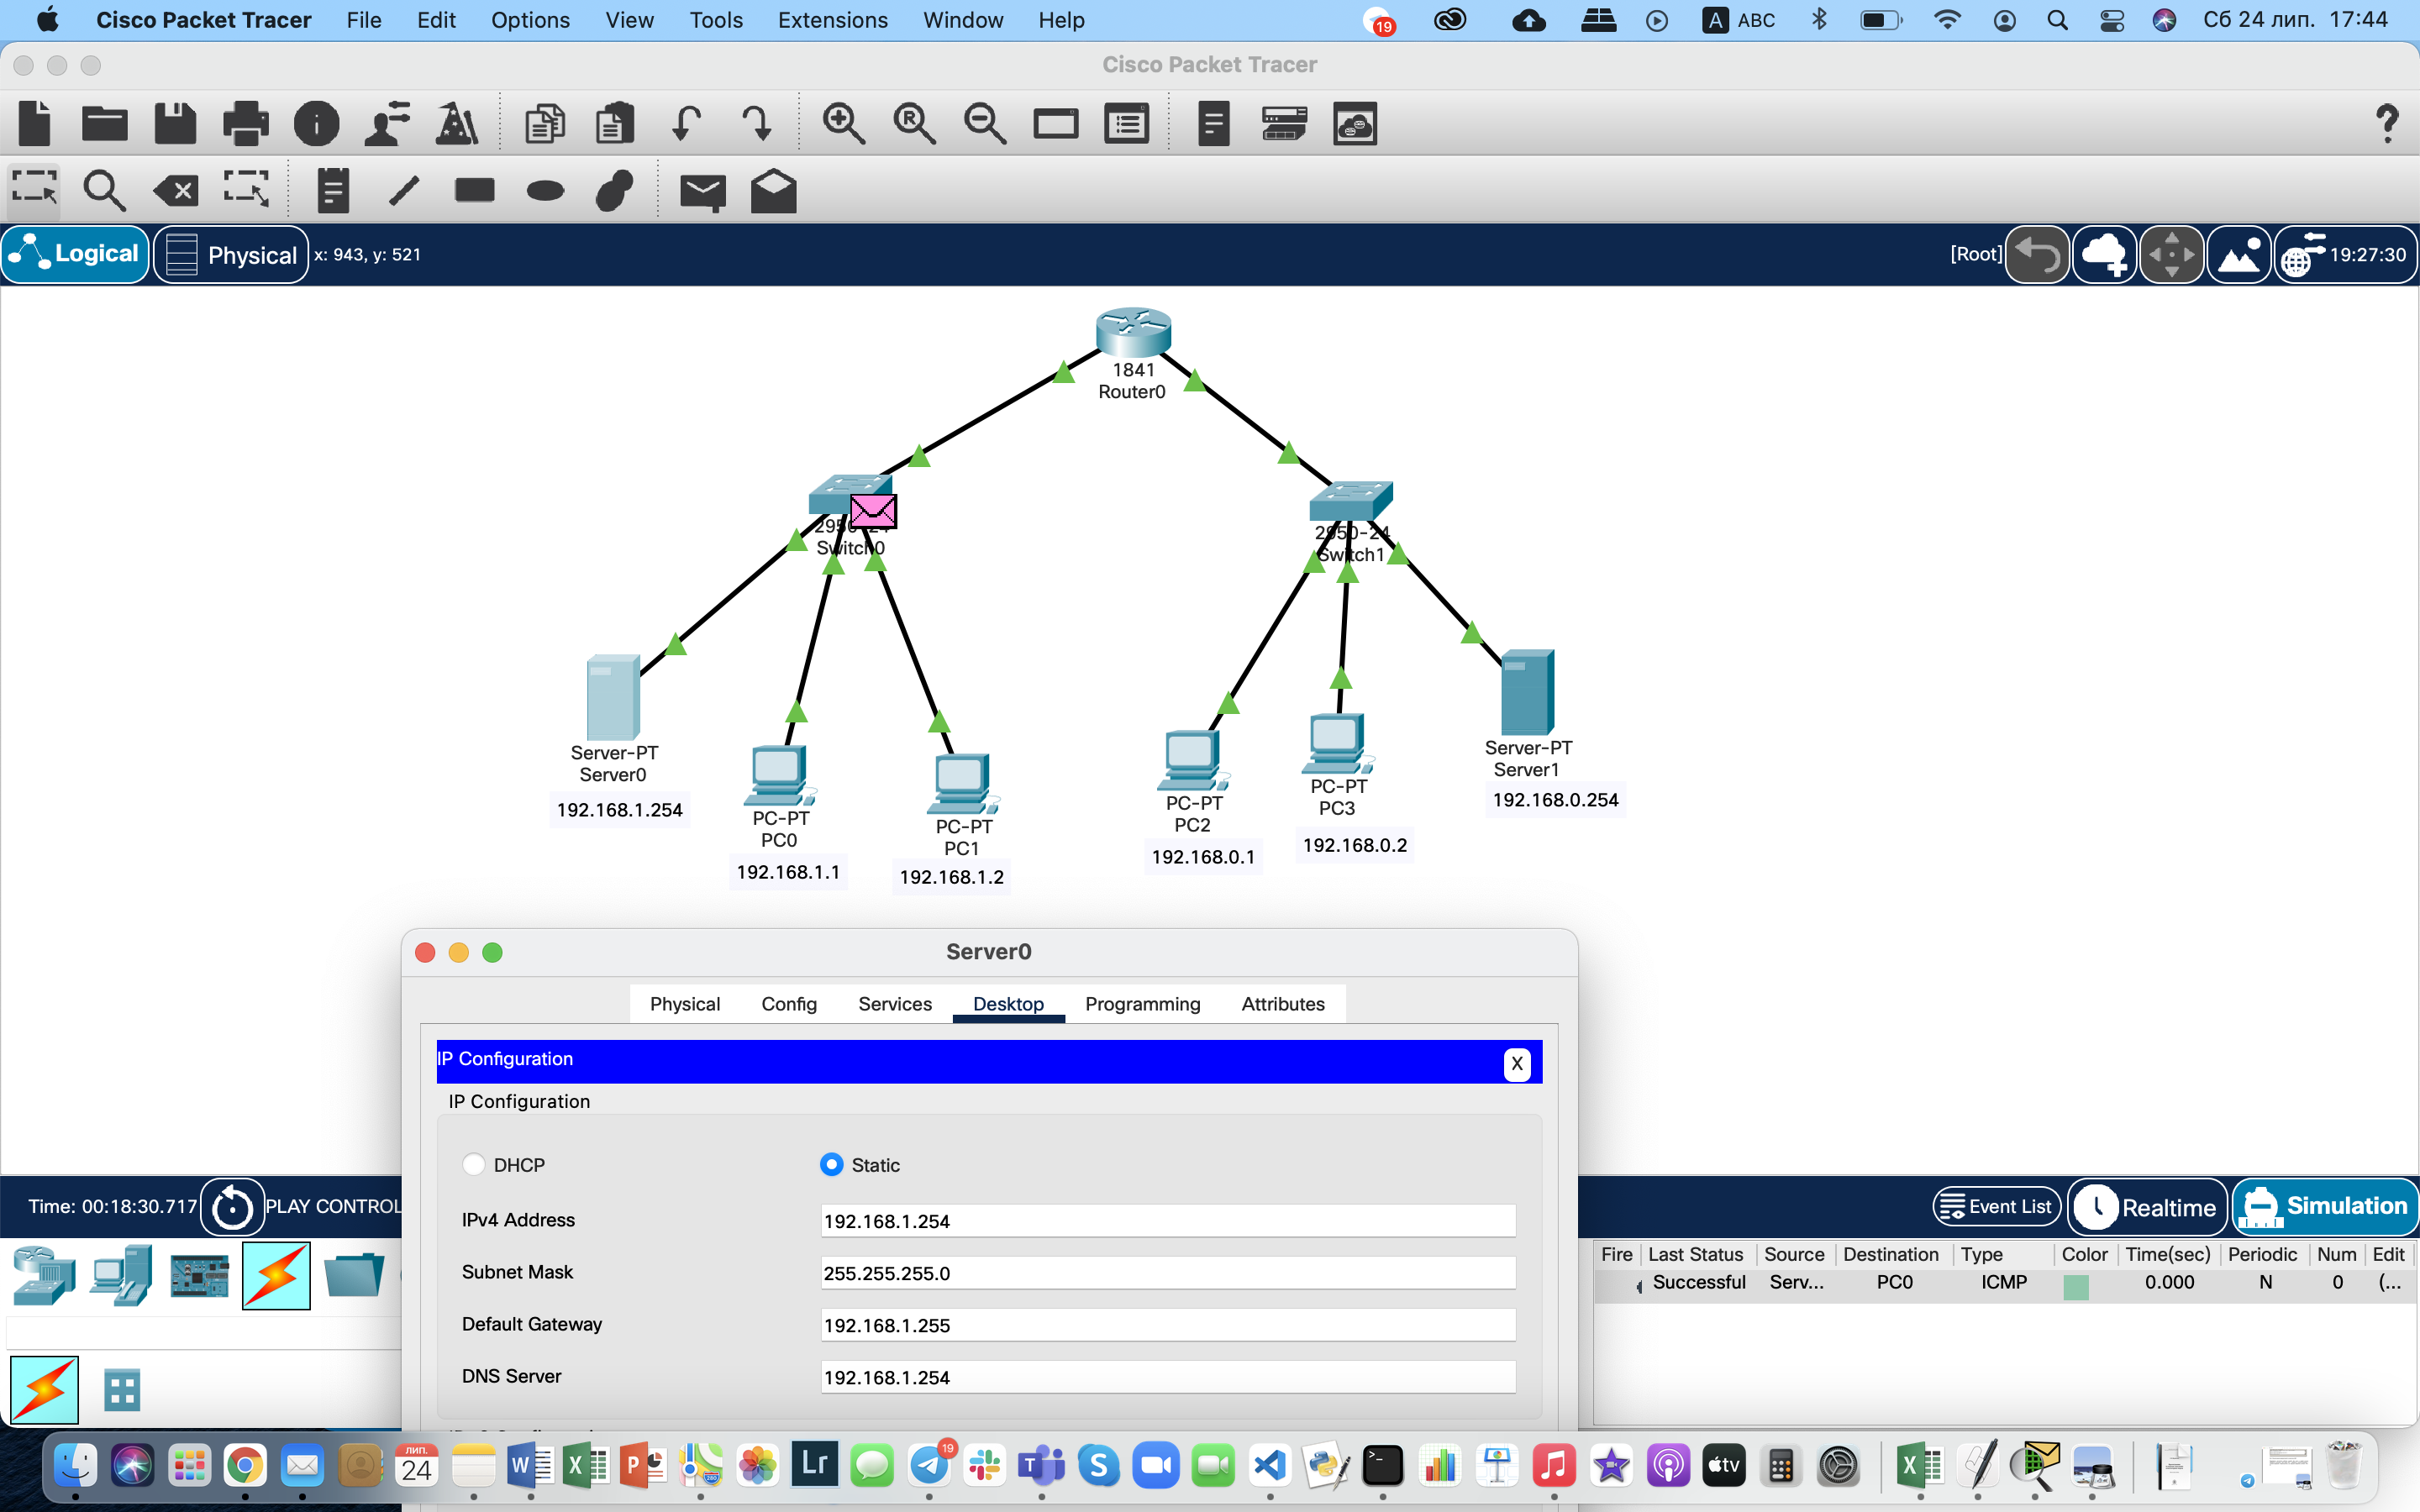 Cisco Packet Tracer File Edit Options View Tools Extensions Window Help 19 A ABC Сб 24 лип. 17:44
Cisco Packet Tracer
Logical Physical x: 943, y: 521 [Root] 19:27:30
1841
Router0
2950-24
Switch0
2950-24
Switch1
Server-PT
Server0
192.168.1.254
PC-PT
PC0
192.168.1.1
PC-PT
PC1
192.168.1.2
PC-PT
PC2
192.168.0.1
PC-PT
PC3
192.168.0.2
Server-PT
Server1
192.168.0.254
Server0
Physical Config Services Desktop Programming Attributes
IP Configuration X
IP Configuration
DHCP Static
IPv4 Address 192.168.1.254
Subnet Mask 255.255.255.0
Default Gateway 192.168.1.255
DNS Server 192.168.1.254
Time: 00:18:30.717 PLAY CONTROL
Event List Realtime Simulation
Fire Last Status Source Destination Type Color Time(sec) Periodic Num Edit
Successful Serv... PC0 ICMP 0.000 N 0 (...
ЛИП.
24
W X P 280 Lr 19 T S tv X